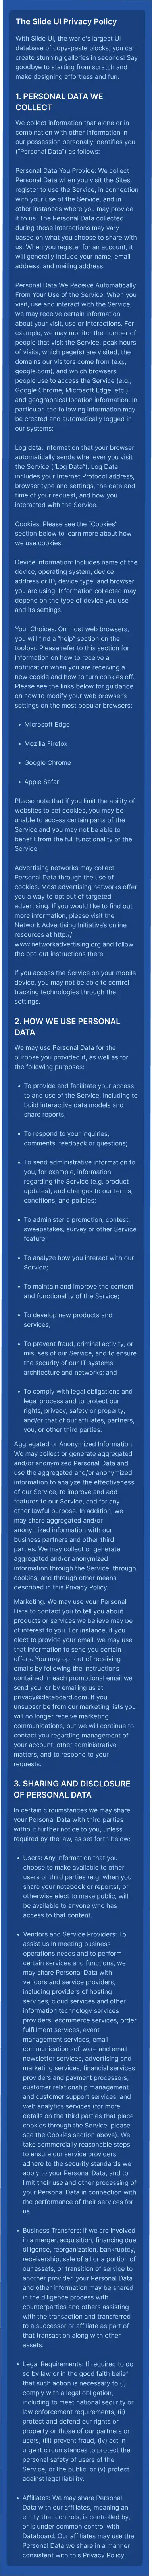 The Slide UI Privacy Policy
With Slide UI, the world's largest UI
database of copy-paste blocks, you can
create stunning galleries in seconds! Say
goodbye to starting from scratch and
make designing effortless and fun.
1. PERSONAL DATA WE
COLLECT
We collect information that alone or in
combination with other information in
our possession personally identifies you
("Personal Data") as follows:
Personal Data You Provide: We collect
Personal Data when you visit the Sites,
register to use the Service, in connection
with your use of the Service, and in
other instances where you may provide
it to us. The Personal Data collected
during these interactions may vary
based on what you choose to share with
us. When you register for an account, it
will generally include your name, email
address, and mailing address.
Personal Data We Receive Automatically
From Your Use of the Service: When you
visit, use and interact with the Service,
we may receive certain information
about your visit, use or interactions. For
example, we may monitor the number of
people that visit the Service, peak hours
of visits, which page(s) are visited, the
domains our visitors come from (e.g.,
google.com), and which browsers
people use to access the Service (e.g.,
Google Chrome, Microsoft Edge, etc.),
and geographical location information. In
particular, the following information may
be created and automatically logged in
our systems:
Log data: Information that your browser
automatically sends whenever you visit
the Service ("Log Data"). Log Data
includes your Internet Protocol address,
browser type and settings, the date and
time of your request, and how you
interacted with the Service.
Cookies: Please see the "Cookies"
section below to learn more about how
we use cookies.
Device information: Includes name of the
device, operating system, device
address or ID, device type, and browser
you are using. Information collected may
depend on the type of device you use
and its settings.
Your Choices. On most web browsers,
you will find a "help" section on the
toolbar. Please refer to this section for
information on how to receive a
notification when you are receiving a
new cookie and how to turn cookies off.
Please see the links below for guidance
on how to modify your web browser's
settings on the most popular browsers:
• Microsoft Edge
• Mozilla Firefox
• Google Chrome
• Apple Safari
Please note that if you limit the ability of
websites to set cookies, you may be
unable to access certain parts of the
Service and you may not be able to
benefit from the full functionality of the
Service.
Advertising networks may collect
Personal Data through the use of
cookies. Most advertising networks offer
you a way to opt out of targeted
advertising. If you would like to find out
more information, please visit the
Network Advertising Initiative's online
resources at http://
www.networkadvertising.org and follow
the opt-out instructions there.
If you access the Service on your mobile
device, you may not be able to control
tracking technologies through the
settings.
2. HOW WE USE PERSONAL
DATA
We may use Personal Data for the
purpose you provided it, as well as for
the following purposes:
• To provide and facilitate your access
to and use of the Service, including to
build interactive data models and
share reports;
• To respond to your inquiries,
comments, feedback or questions;
• To send administrative information to
you, for example, information
regarding the Service (e.g. product
updates), and changes to our terms,
conditions, and policies;
• To administer a promotion, contest,
sweepstakes, survey or other Service
feature;
• To analyze how you interact with our
Service;
• To maintain and improve the content
and functionality of the Service;
• To develop new products and
services;
• To prevent fraud, criminal activity, or
misuses of our Service, and to ensure
the security of our IT systems,
architecture and networks; and
• To comply with legal obligations and
legal process and to protect our
rights, privacy, safety or property,
and/or that of our affiliates, partners,
you, or other third parties.
Aggregated or Anonymized Information.
We may collect or generate aggregated
and/or anonymized Personal Data and
use the aggregated and/or anonymized
information to analyze the effectiveness
of our Service, to improve and add
features to our Service, and for any
other lawful purpose. In addition, we
may share aggregated and/or
anonymized information with our
business partners and other third
parties. We may collect or generate
aggregated and/or anonymized
information through the Service, through
cookies, and through other means
described in this Privacy Policy.
Marketing. We may use your Personal
Data to contact you to tell you about
products or services we believe may be
of interest to you. For instance, if you
elect to provide your email, we may use
that information to send you certain
offers. You may opt out of receiving
emails by following the instructions
contained in each promotional email we
send you, or by emailing us at
privacy@databoard.com. If you
unsubscribe from our marketing lists you
will no longer receive marketing
communications, but we will continue to
contact you regarding management of
your account, other administrative
matters, and to respond to your
requests.
3. SHARING AND DISCLOSURE
OF PERSONAL DATA
In certain circumstances we may share
your Personal Data with third parties
without further notice to you, unless
required by the law, as set forth below:
• Users: Any information that you
choose to make available to other
users or third parties (e.g. when you
share your notebook or reports), or
otherwise elect to make public, will
be available to anyone who has
access to that content.
• Vendors and Service Providers: To
assist us in meeting business
operations needs and to perform
certain services and functions, we
may share Personal Data with
vendors and service providers,
including providers of hosting
services, cloud services and other
information technology services
providers, ecommerce services, order
fulfillment services, event
management services, email
communication software and email
newsletter services, advertising and
marketing services, financial services
providers and payment processors,
customer relationship management
and customer support services, and
web analytics services (for more
details on the third parties that place
cookies through the Service, please
see the Cookies section above). We
take commercially reasonable steps
to ensure our service providers
adhere to the security standards we
apply to your Personal Data, and to
limit their use and other processing of
your Personal Data in connection with
the performance of their services for
us.
• Business Transfers: If we are involved
in a merger, acquisition, financing due
diligence, reorganization, bankruptcy,
receivership, sale of all or a portion of
our assets, or transition of service to
another provider, your Personal Data
and other information may be shared
in the diligence process with
counterparties and others assisting
with the transaction and transferred
to a successor or affiliate as part of
that transaction along with other
assets.
• Legal Requirements: If required to do
so by law or in the good faith belief
that such action is necessary to (i)
comply with a legal obligation,
including to meet national security or
law enforcement requirements, (ii)
protect and defend our rights or
property or those of our partners or
users, (iii) prevent fraud, (iv) act in
urgent circumstances to protect the
personal safety of users of the
Service, or the public, or (v) protect
against legal liability.
• Affiliates: We may share Personal
Data with our affiliates, meaning an
entity that controls, is controlled by,
or is under common control with
Databoard. Our affiliates may use the
Personal Data we share in a manner
consistent with this Privacy Policy.